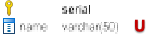 serial
name varchar(50) U